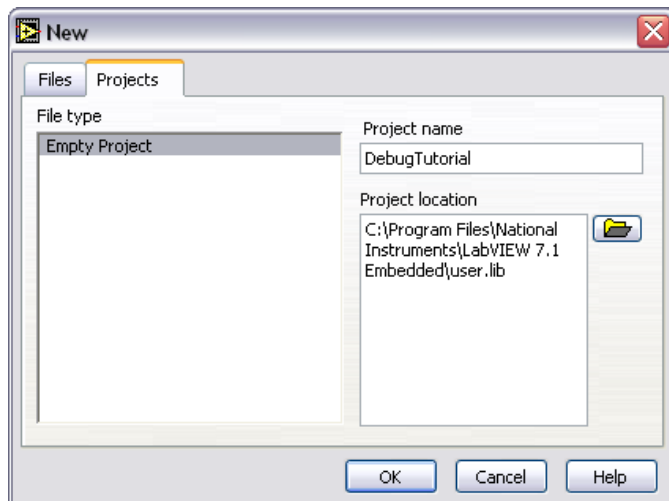 New
Files Projects
File type
Empty Project
Project name
DebugTutorial
Project location
C:\Program Files\National
Instruments\LabVIEW 7.1
Embedded\user.lib
OK Cancel Help